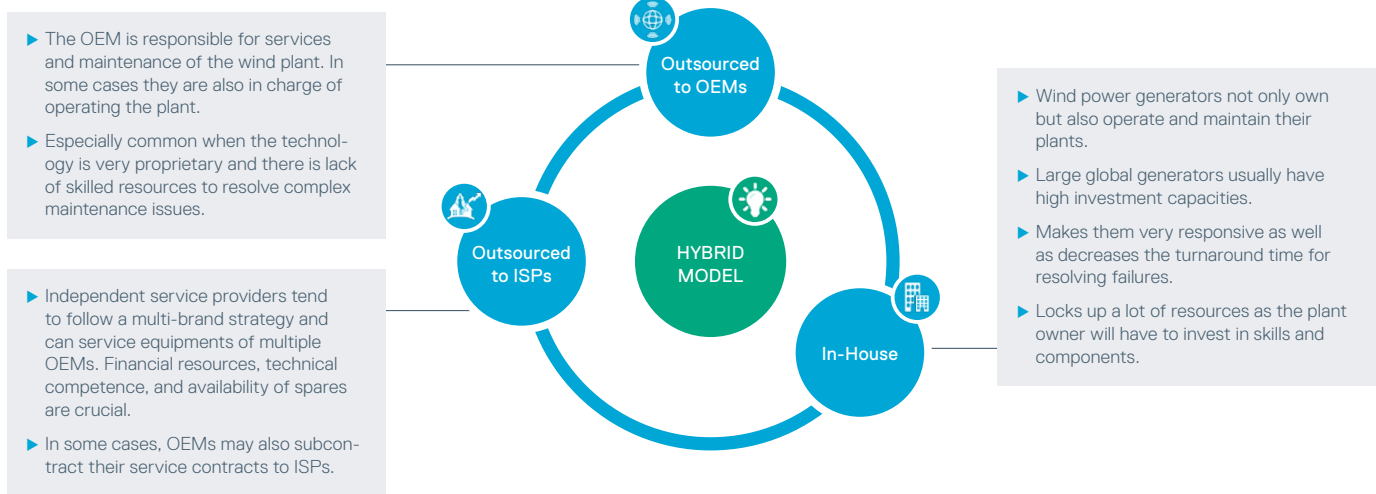 ▶ The OEM is responsible for services
and maintenance of the wind plant. In
some cases they are also in charge of
operating the plant.
▶ Especially common when the technol-
ogy is very proprietary and there is lack
of skilled resources to resolve complex
maintenance issues.
▶ Independent service providers tend
to follow a multi-brand strategy and
can service equipments of multiple
OEMs. Financial resources, technical
competence, and availability of spares
are crucial.
▶ In some cases, OEMs may also subcon-
tract their service contracts to ISPs.
Outsourced
to OEMs
Outsourced
to ISPs
HYBRID
MODEL
In-House
▶ Wind power generators not only own
but also operate and maintain their
plants.
▶ Large global generators usually have
high investment capacities.
▶ Makes them very responsive as well
as decreases the turnaround time for
resolving failures.
▶ Locks up a lot of resources as the plant
owner will have to invest in skills and
components.